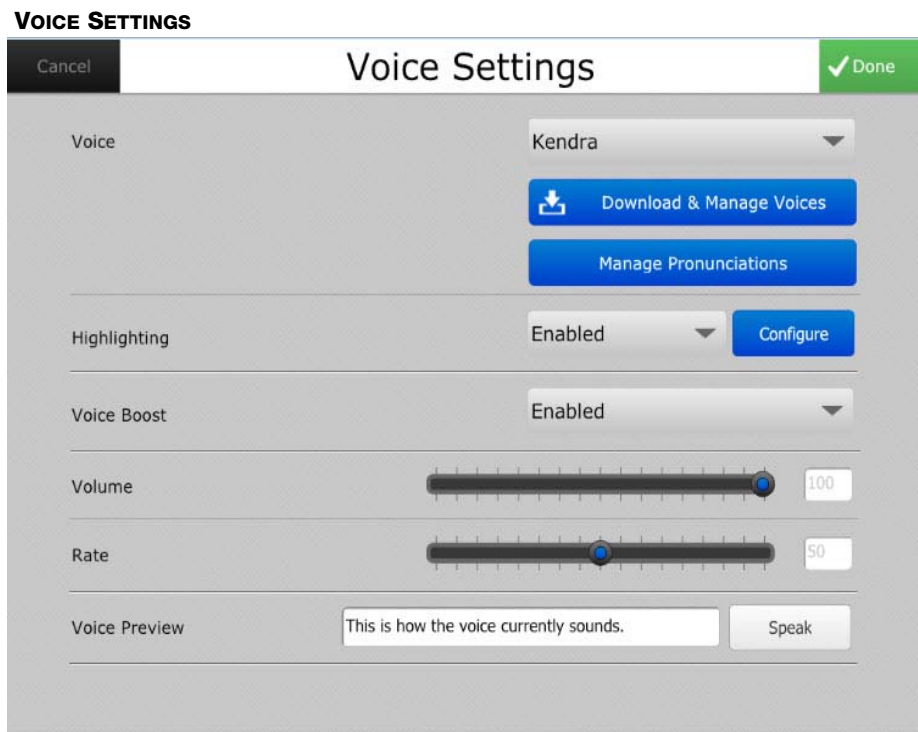 VOICE SETTINGS
Cancel
Voice Settings
Done
Voice
Kendra
Download & Manage Voices
Manage Pronunciations
Highlighting
Enabled
Configure
Voice Boost
Enabled
Volume
100
Rate
50
Voice Preview
This is how the voice currently sounds.
Speak